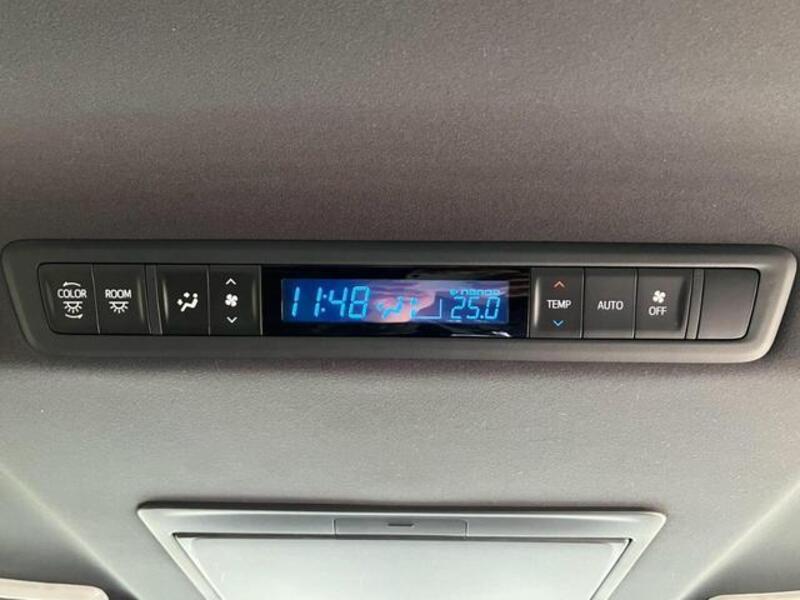 COLOR
ROOM
11:48
25.0
TEMP
AUTO
OFF